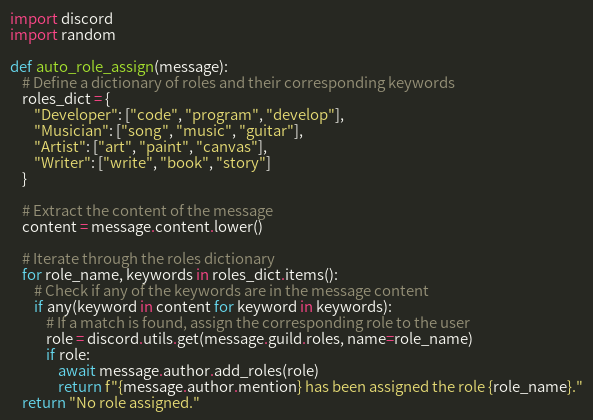 import discord
import random

def auto_role_assign(message):
    # Define a dictionary of roles and their corresponding keywords
    roles_dict = {
        "Developer": ["code", "program", "develop"],
        "Musician": ["song", "music", "guitar"],
        "Artist": ["art", "paint", "canvas"],
        "Writer": ["write", "book", "story"]
    }

    # Extract the content of the message
    content = message.content.lower()

    # Iterate through the roles dictionary
    for role_name, keywords in roles_dict.items():
        # Check if any of the keywords are in the message content
        if any(keyword in content for keyword in keywords):
            # If a match is found, assign the corresponding role to the user
            role = discord.utils.get(message.guild.roles, name=role_name)
            if role:
                await message.author.add_roles(role)
                return f"{message.author.mention} has been assigned the role {role_name}."
    return "No role assigned."